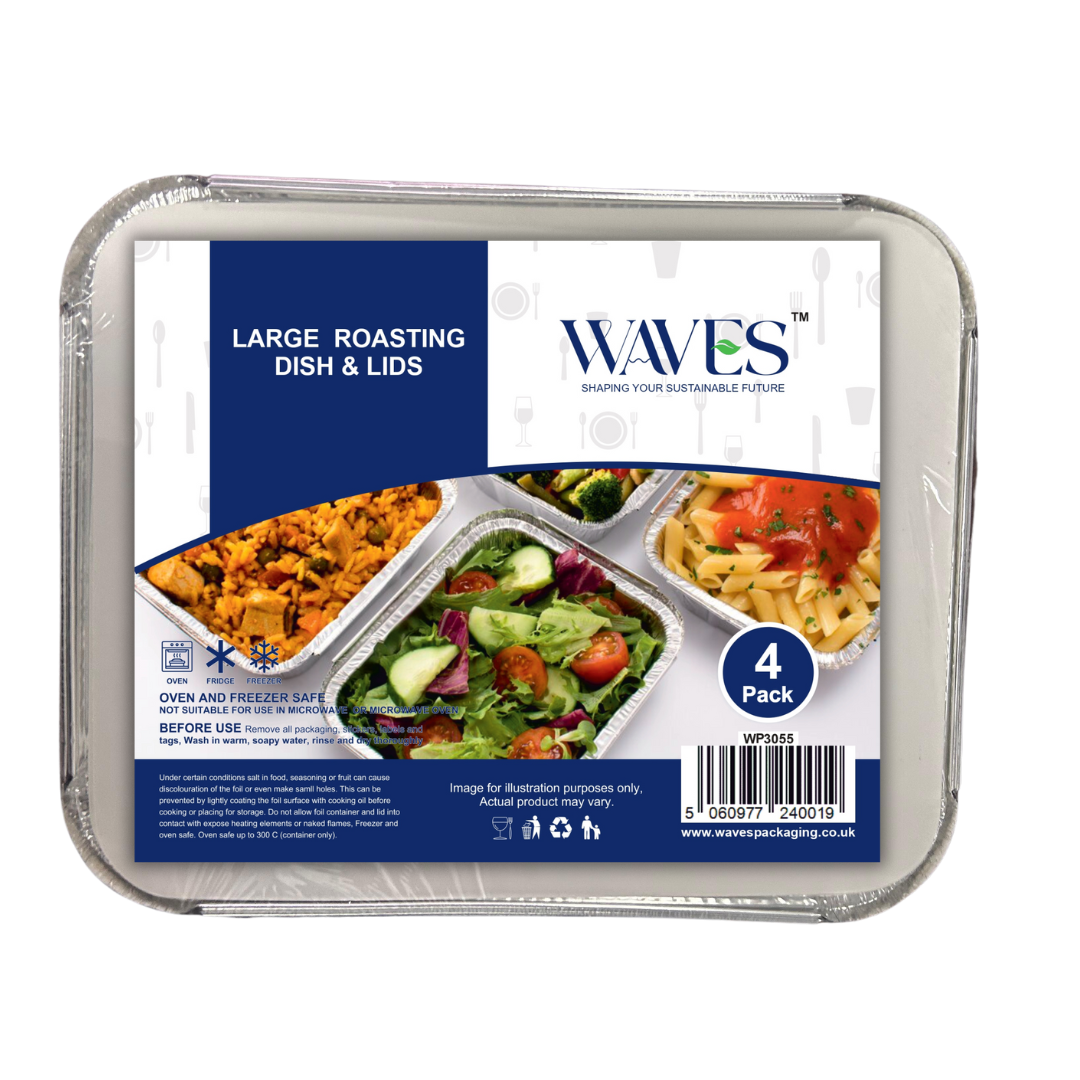 LARGE ROASTING
DISH & LIDS
WAVES™
SHAPING YOUR SUSTAINABLE FUTURE
OVEN
FRIDGE
FREEZER
OVEN AND FREEZER SAFE
NOT SUITABLE FOR USE IN MICROWAVE OR MICROWAVE OVEN
BEFORE USE Remove all packaging, stickers, labels and
tags, Wash in warm, soapy water, rinse and dry thoroughly
4
Pack
WP3055
5 060977 240019
www.wavespackaging.co.uk
Under certain conditions salt in food, seasoning or fruit can cause
discolouration of the foil or even make samll holes. This can be
prevented by lightly coating the foil surface with cooking oil before
cooking or placing for storage. Do not allow foil container and lid into
contact with expose heating elements or naked flames, Freezer and
oven safe. Oven safe up to 300 C (container only).
Image for illustration purposes only,
Actual product may vary.